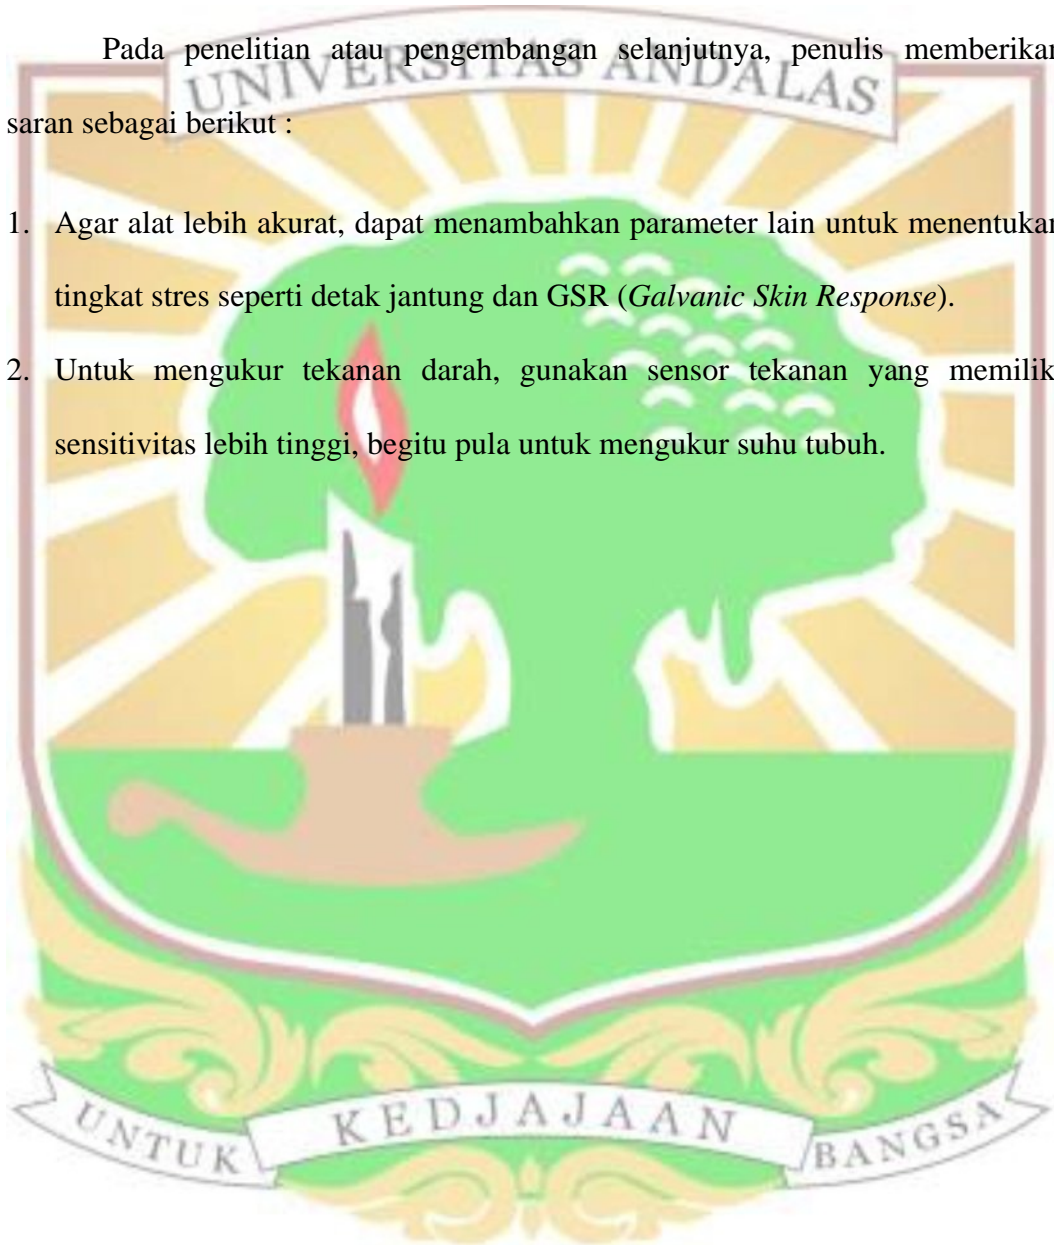 Pada penelitian atau pengembangan selanjutnya, penulis memberikan
UNIVERSITAS ANDALAS
saran sebagai berikut :
1. Agar alat lebih akurat, dapat menambahkan parameter lain untuk menentukan
tingkat stres seperti detak jantung dan GSR (Galvanic Skin Response).
2. Untuk mengukur tekanan darah, gunakan sensor tekanan yang memilik
sensitivitas lebih tinggi, begitu pula untuk mengukur suhu tubuh.
UNTUK KEDJAJAAN BANGSA